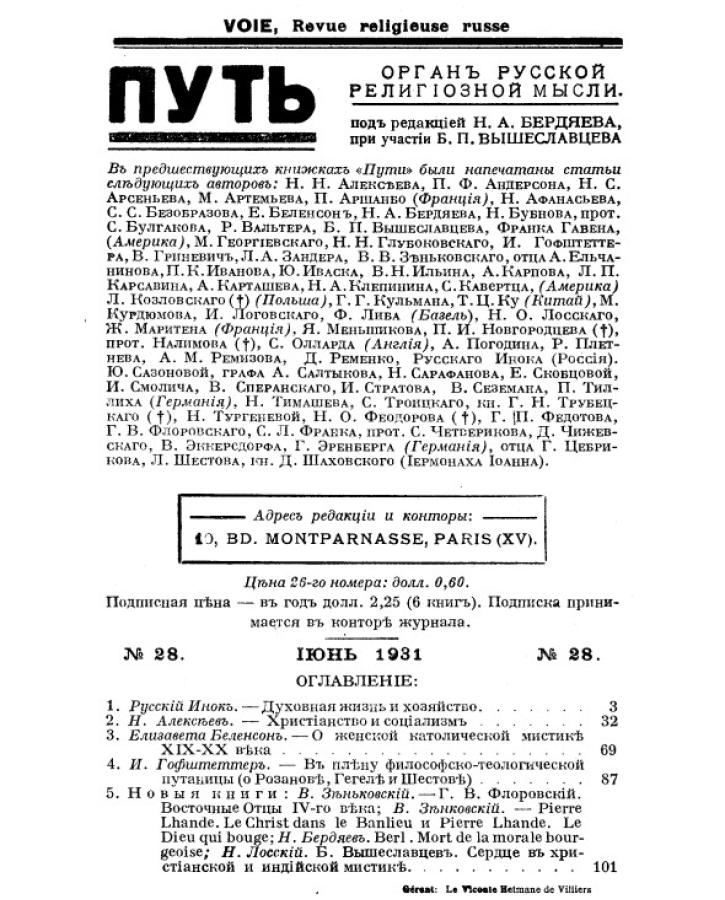 VOIE, Revue religieuse russe
ПУТЬ
ОРГАНЪ РУССКОЙ
РЕЛИГІОЗНОЙ МЫСЛИ.
подъ редакціей Н. А. БЕРДЯЕВА,
при участіи Б. П. ВЫШЕСЛАВЦЕВА
Въ предшествующихъ книжкахъ «Пути» были напечатаны статьи
слѣдующихъ авторовъ: Н. Н. Алексѣева, П. Ф. Андерсона, Н. С.
Арсеньева, М. Артемьева, П. Аршанбо (Франція), Н. Афанасьева,
С. С. Безобразова, Е. Беленсонъ, Н. А. Бердяева, Н. Бубнова, прот.
С. Булгакова, Р. Вальтера, Б. П. Вышеславцева, Франка Гавена,
(Америка), М. Георгіевскаго, Н. Н. Глубоковскаго, И. Гофштетте-
ра, В. Гриневичъ, Л. А. Зандера, В. В. Зѣньковскаго, отца А. Ельча-
нинова, П. К. Иванова, Ю. Иваска, В. Н. Ильина, А. Карпова, Л. П.
Карсавина, А. Карташева, Н. А. Клепинина, С. Кавертца, (Америка)
Л. Козловскаго (†) (Польша), Г. Г. Кульмана, Т. Ц. Ку (Китай), М.
Курдюмова, И. Логовскаго, Ф. Лива (Базель), Н. О. Лосскаго,
Ж. Маритена (Франція), Я. Меньшикова, П. И. Новгородцева (†),
прот. Налимова (†), С. Олларда (Англія), А. Погодина, Р. Плет-
нева, А. М. Ремизова, Д. Ременко, Русскаго Инока (Россія).
Ю. Сазоновой, графа А. Салтыкова, Н. Сарафанова, Е. Скобцовой,
И. Смолича, В. Сперанскаго, И. Стратова, В. Сеземана, П. Тил-
лиха (Германія), Н. Тимашева, С. Троицкаго, кн. Г. Н. Трубец-
каго (†), Н. Тургеневой, Н. О. Феодорова (†), Г. П. Федотова,
Г. В. Флоровскаго, С. Л. Франка, прот. С. Четверикова, Д. Чижев-
скаго, В. Эккерсдорфа, Г. Эренберга (Германія), отца Г. Цебри-
кова, Л. Шестова, кн. Д. Шаховского (Іеромонаха Іоанна).
Адресъ редакціи и конторы:
10, BD. MONTPARNASSE, PARIS (XV).
Цѣна 26-го номера: долл. 0,60.
Подписная цѣна — въ годъ долл. 2,25 (6 книгъ). Подписка прини-
мается въ конторѣ журнала.
№ 28. ІЮНЬ 1931 № 28.
ОГЛАВЛЕНІЕ:
1. Русскій Инокъ. — Духовная жизнь и хозяйство. 3
2. Н. Алексѣевъ. — Христіанство и соціализмъ 32
3. Елизавета Беленсонъ. — О женской католической мистикѣ
XIX-XX вѣка 69
4. И. Гофштеттеръ. — Въ плѣну философско-теологической
путаницы (о Розановѣ, Гегелѣ и Шестовѣ) 87
5. Новыя книги: В. Зѣньковскій. — Г. В. Флоровскій.
Восточные Отцы IV-го вѣка; В. Зѣнковскій. — Pierre
Lhande. Le Christ dans le Banlieu и Pierre Lhande. Le
Dieu qui bouge; Н. Бердяевъ. Berl. Mort de la morale bour-
geoise; Н. Лосскій. Б. Вышеславцевъ. Сердце въ хри-
стіанской и индійской мистикѣ. 101
Gérant: Le Vicomte Hetmane de Villiers